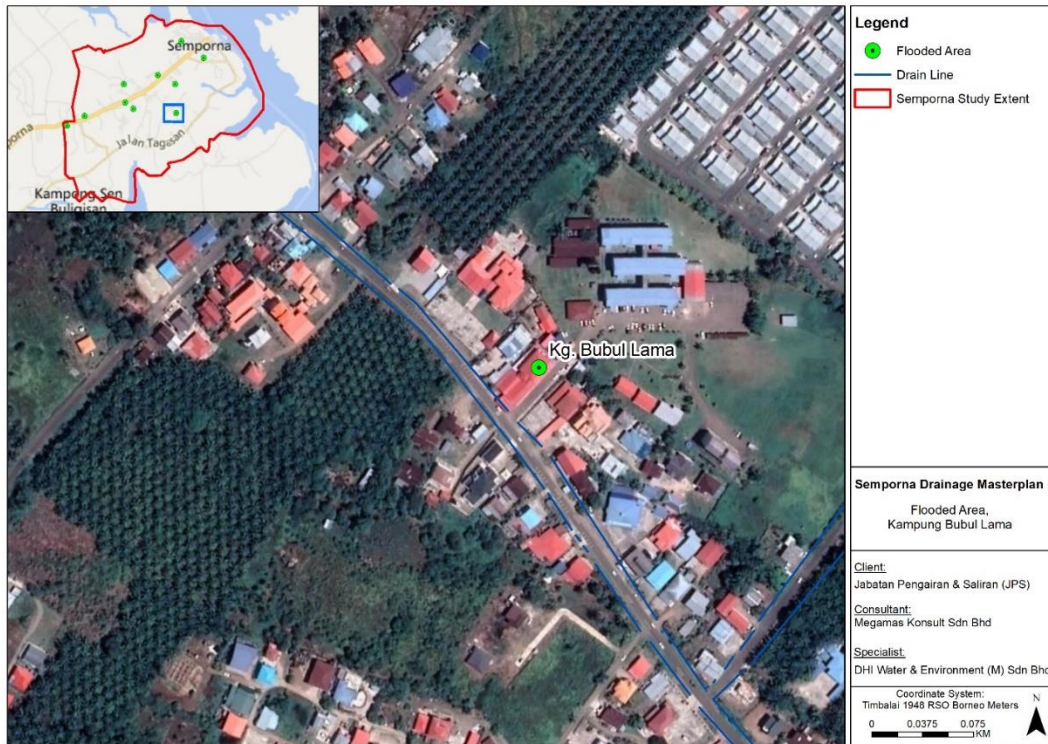 Semporna
porna
Jalan Tagasan
Kampong Sen
Buligisan
Kg. Bubul Lama
Legend
Flooded Area
Drain Line
Semporna Study Extent
Semporna Drainage Masterplan
Flooded Area,
Kampung Bubul Lama
Client:
Jabatan Pengairan & Saliran (JPS)
Consultant:
Megamas Konsult Sdn Bhd
Specialist:
DHI Water & Environment (M) Sdn Bhd
Coordinate System:
Timbalai 1948 RSO Borneo Meters
N
0 0.0375 0.075
KM